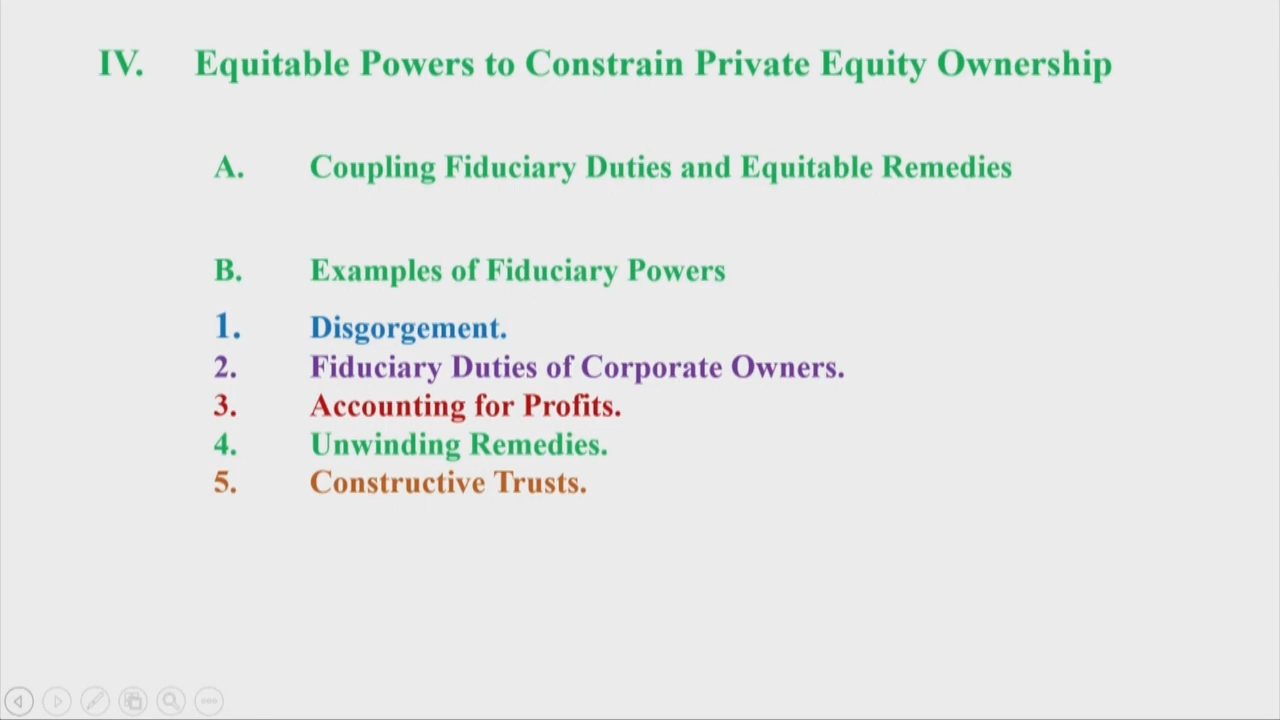 IV. Equitable Powers to Constrain Private Equity Ownership
A. Coupling Fiduciary Duties and Equitable Remedies
B. Examples of Fiduciary Powers
1. Disgorgement.
2. Fiduciary Duties of Corporate Owners.
3. Accounting for Profits.
4. Unwinding Remedies.
5. Constructive Trusts.